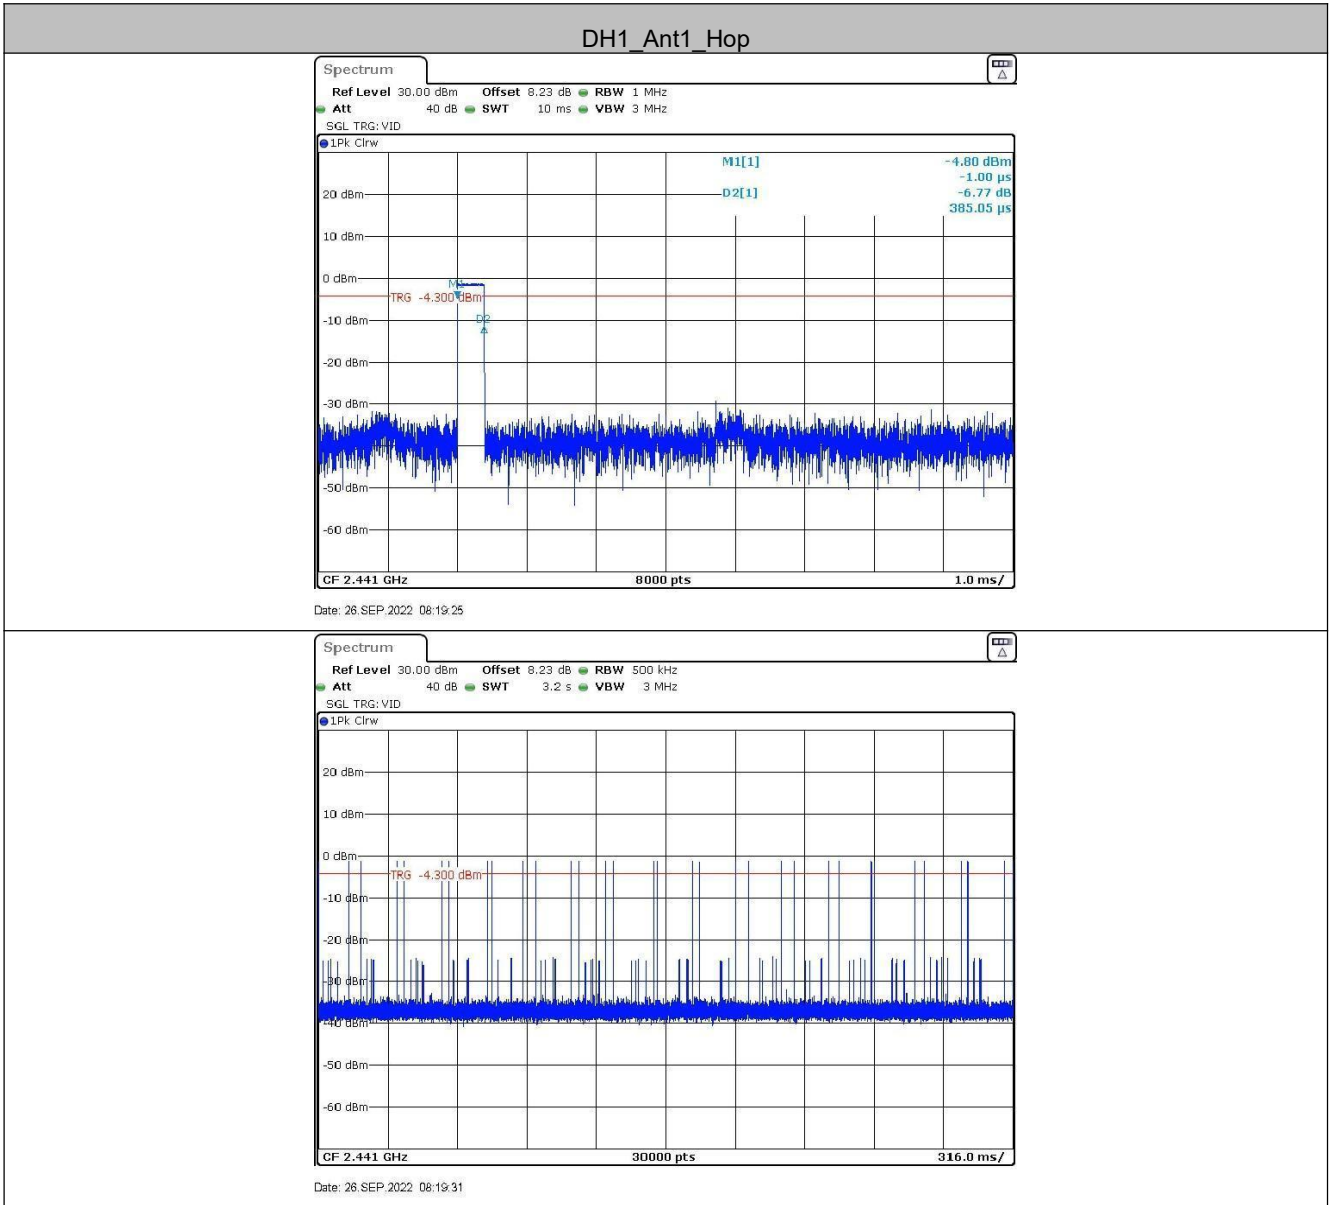 DH1_Ant1_Hop
Spectrum
Ref Level 30.00 dBm Offset 8.23 dB RBW 1 MHz
Att 40 dB SWT 10 ms VBW 3 MHz
SGL TRG: VID
1Pk Clrw
M1[1] -4.80 dBm
-1.00 µs
20 dBm D2[1] -6.77 dB
385.05 µs
10 dBm
0 dBm
M1
TRG -4.300 dBm
-10 dBm D2
-20 dBm
-30 dBm
-50 dBm
-60 dBm
CF 2.441 GHz 8000 pts 1.0 ms/
Date: 26.SEP.2022 08:19:25
Spectrum
Ref Level 30.00 dBm Offset 8.23 dB RBW 500 kHz
Att 40 dB SWT 3.2 s VBW 3 MHz
SGL TRG: VID
1Pk Clrw
20 dBm
10 dBm
0 dBm
TRG -4.300 dBm
-10 dBm
-20 dBm
-30 dBm
-40 dBm
-50 dBm
-60 dBm
CF 2.441 GHz 30000 pts 316.0 ms/
Date: 26.SEP.2022 08:19:31